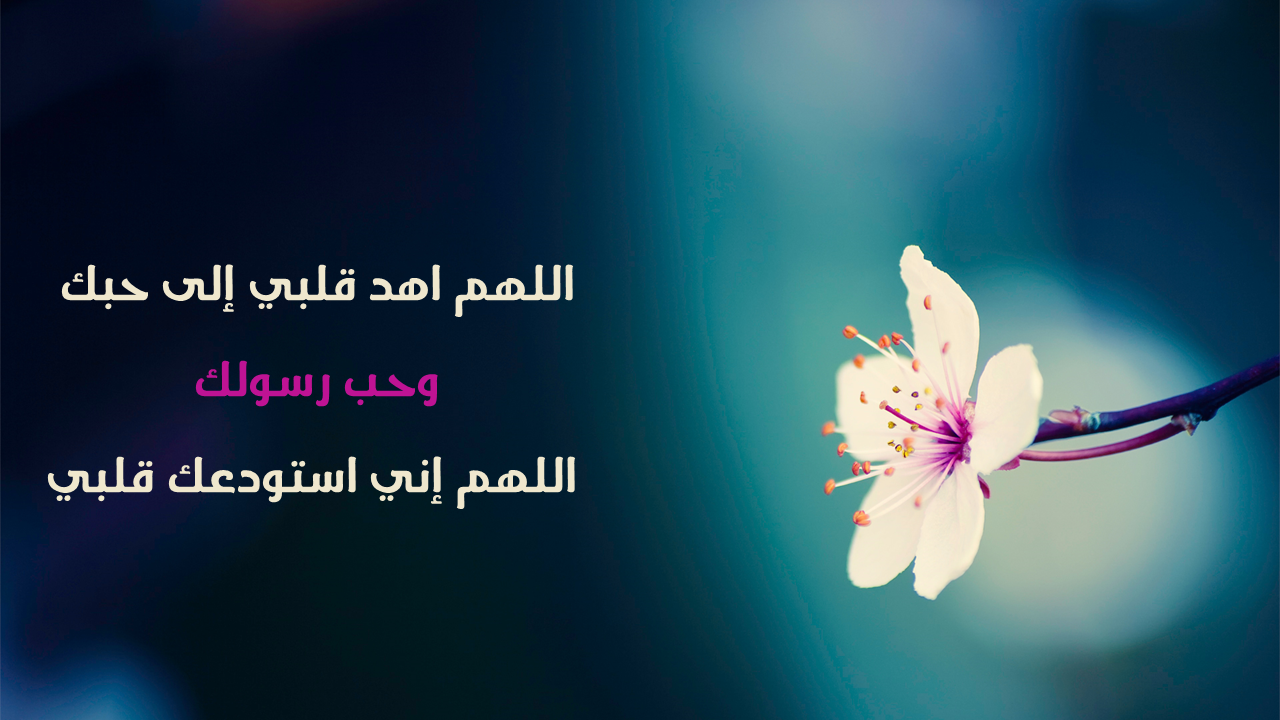 اللهم اهد قلبي إلى حبك
وحب رسولك
اللهم إني استودعك قلبي